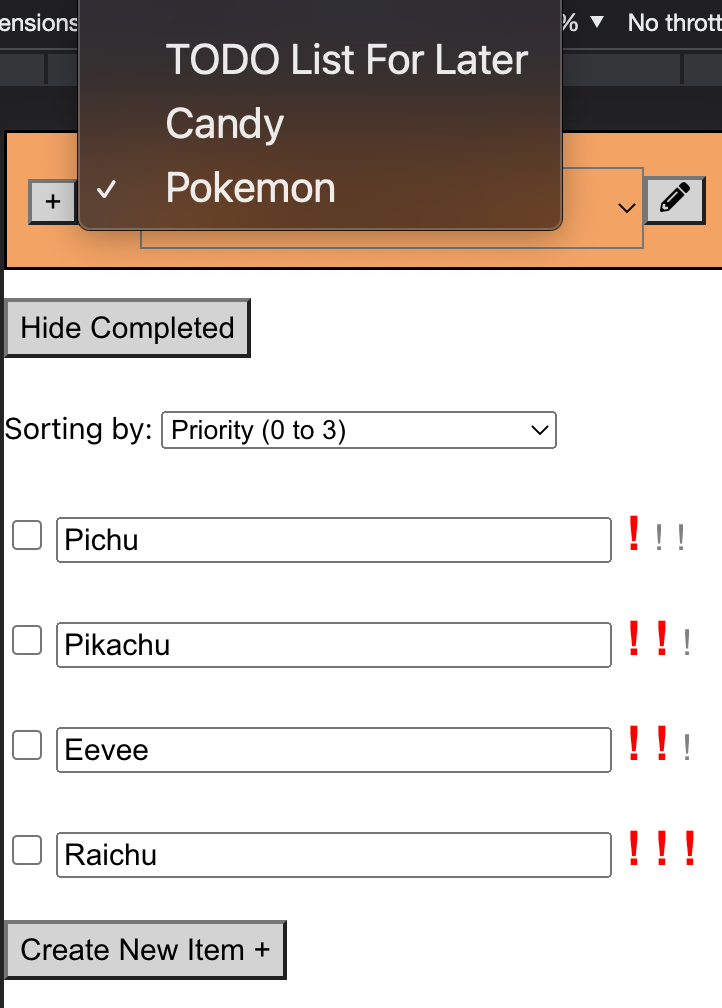 % ▼ No thrott
TODO List For Later
Candy
✓ Pokemon
+
Hide Completed
Sorting by: Priority (0 to 3)
Pichu !!!
Pikachu !!!
Eevee !!!
Raichu !!!
Create New Item +